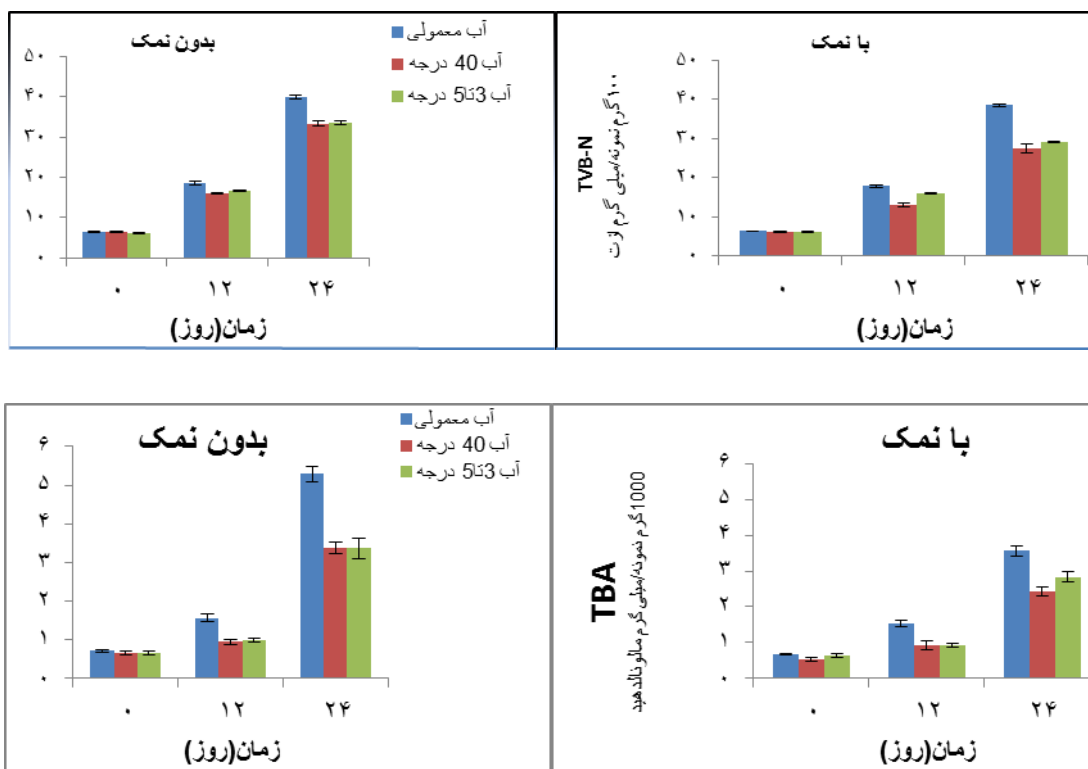 بدون نمک
آب معمولی
آب 40 درجه
آب 3تا5 درجه
۵۰
۴۰
۳۰
۲۰
۱۰
۰
۰ ۱۲ ۲۴
زمان(روز)
با نمک
TVB-N
۱۰۰گرم نمونه/میلی گرم ازت
۵۰
۴۰
۳۰
۲۰
۱۰
۰
۰ ۱۲ ۲۴
زمان(روز)
بدون نمک
آب معمولی
آب 40 درجه
آب 3تا5 درجه
۶
۵
۴
۳
۲
۱
۰
۰ ۱۲ ۲۴
زمان(روز)
با نمک
TBA
1000گرم نمونه/میلی گرم مالونالدهید
۶
۵
۴
۳
۲
۱
۰
۰ ۱۲ ۲۴
زمان(روز)